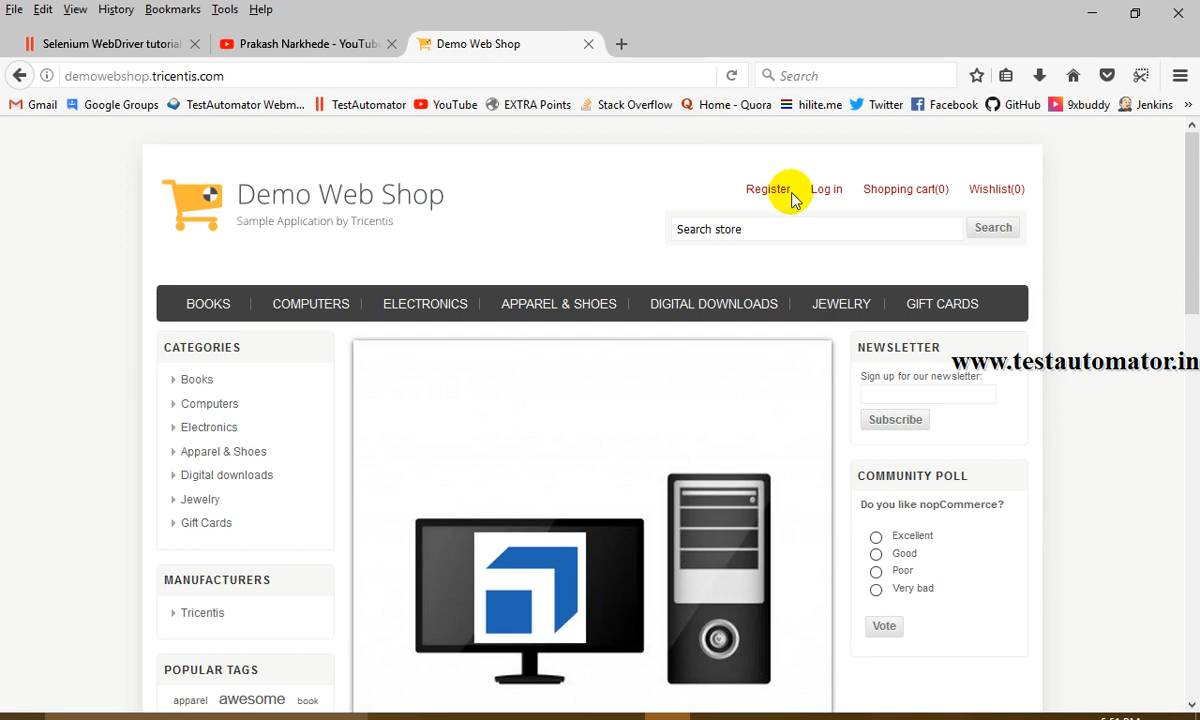 File Edit View History Bookmarks Tools Help
Selenium WebDriver tutorial Prakash Narkhede - YouTube Demo Web Shop
demowebshop.tricentis.com Search
Gmail Google Groups TestAutomator Webm... TestAutomator YouTube EXTRA Points Stack Overflow Home - Quora hilite.me Twitter Facebook GitHub 9xbuddy Jenkins »
Register Log in Shopping cart(0) Wishlist(0)
Demo Web Shop
Sample Application by Tricentis
Search store Search
BOOKS COMPUTERS ELECTRONICS APPAREL & SHOES DIGITAL DOWNLOADS JEWELRY GIFT CARDS
CATEGORIES
Books
Computers
Electronics
Apparel & Shoes
Digital downloads
Jewelry
Gift Cards
MANUFACTURERS
Tricentis
POPULAR TAGS
apparel awesome book
NEWSLETTER
www.testautomator.in
Sign up for our newsletter:
Subscribe
COMMUNITY POLL
Do you like nopCommerce?
Excellent
Good
Poor
Very bad
Vote